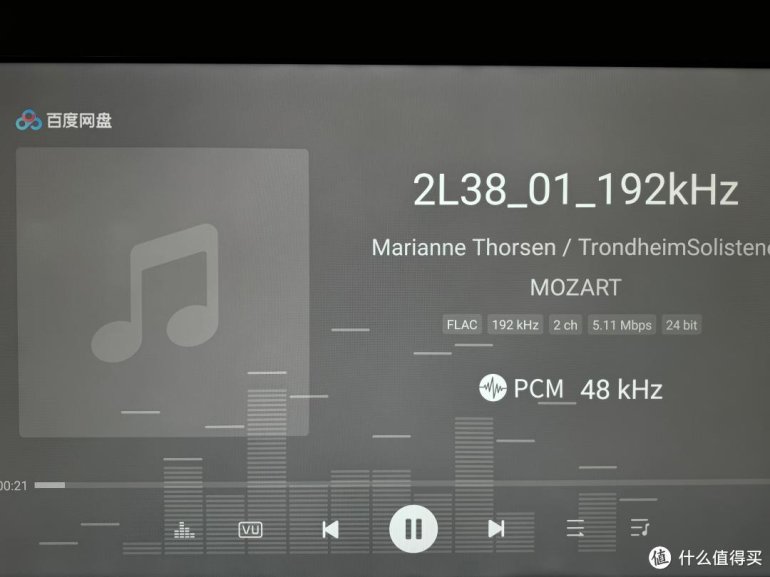 百度网盘
2L38_01_192kHz
Marianne Thorsen / TrondheimSolistene
MOZART
FLAC 192 kHz 2 ch 5.11 Mbps 24 bit
PCM 48 kHz
00:21
VU
值 什么值得买